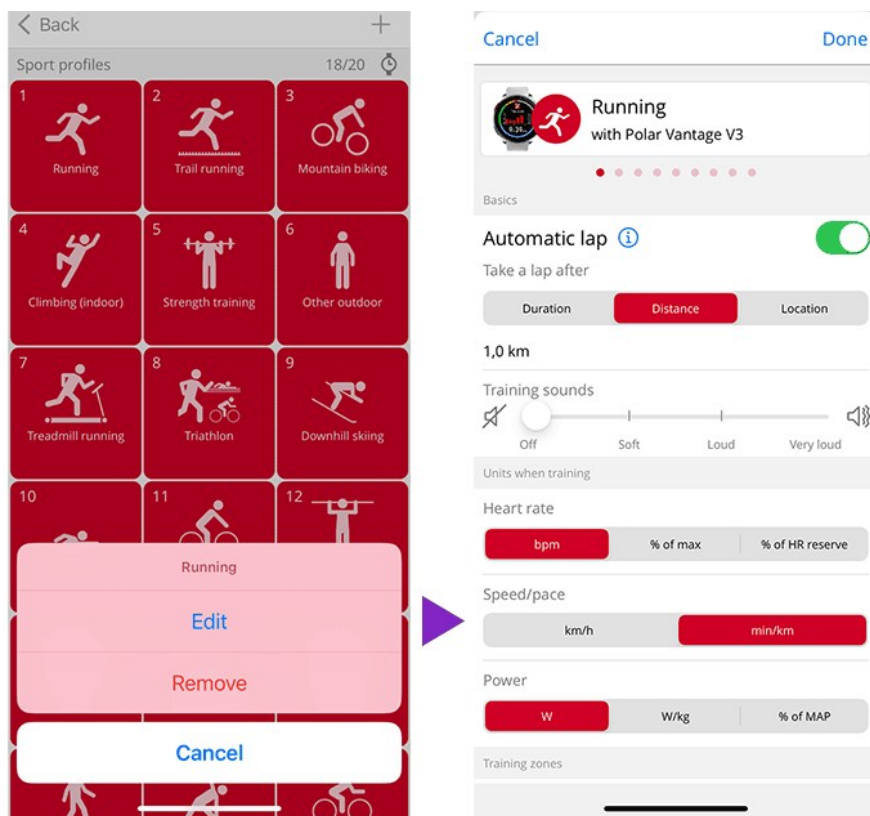 Back
Sport profiles 18/20
1 2 3
Running Trail running Mountain biking
4 5 6
Climbing (indoor) Strength training Other outdoor
7 8 9
Treadmill running Triathlon Downhill skiing
10 11 12
Running
Edit
Remove
Cancel
Cancel Done
Running
with Polar Vantage V3
Basics
Automatic lap
Take a lap after
Duration Distance Location
1,0 km
Training sounds
Off Soft Loud Very loud
Units when training
Heart rate
bpm % of max % of HR reserve
Speed/pace
km/h min/km
Power
W W/kg % of MAP
Training zones